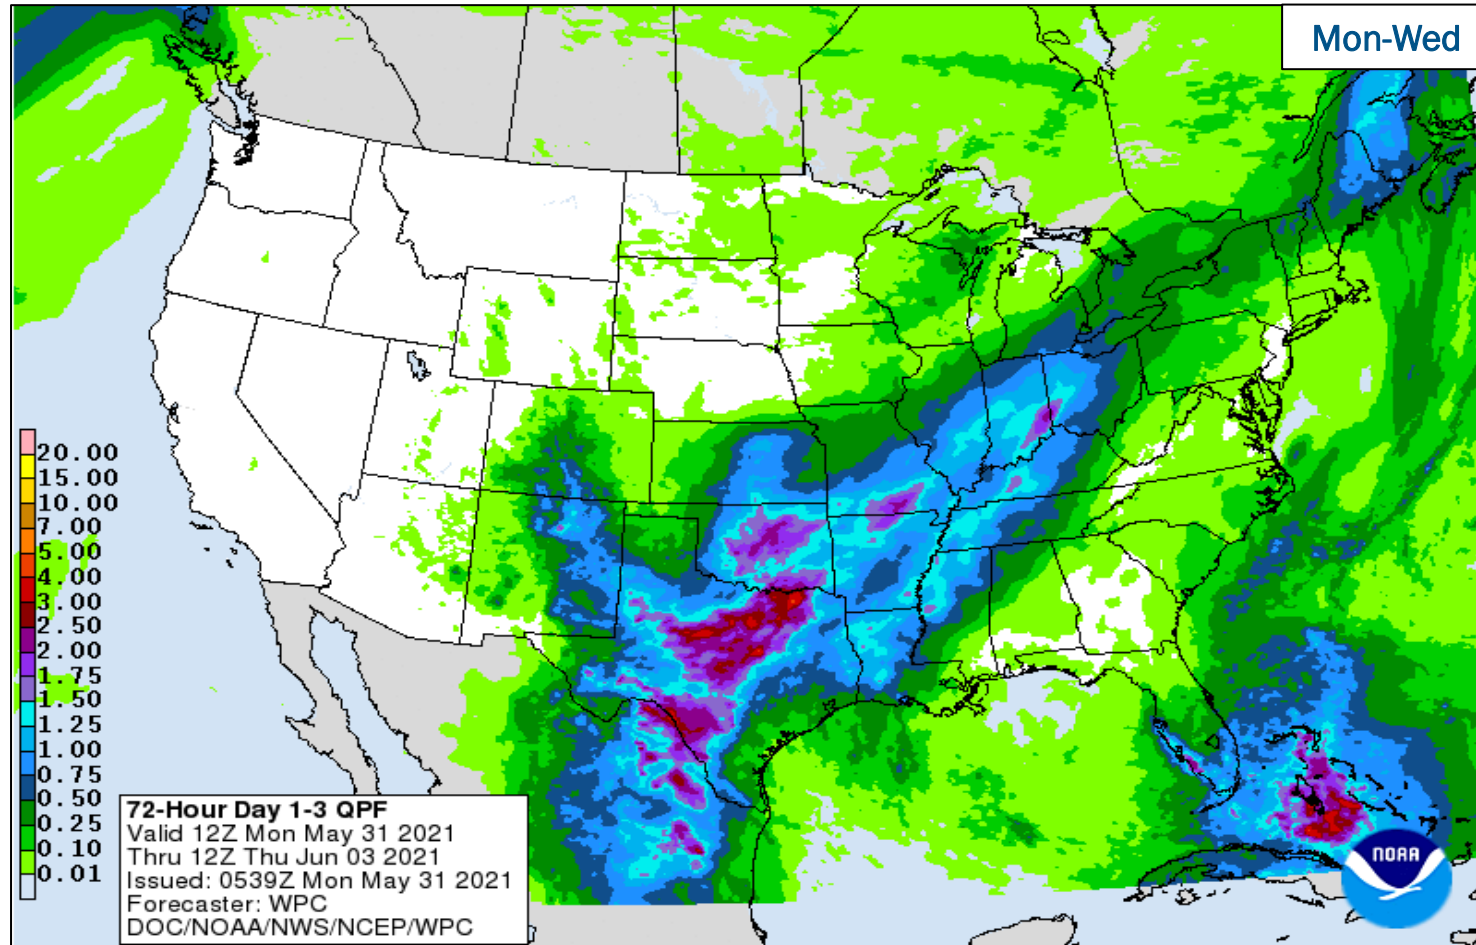 Mon-Wed
20.00
15.00
10.00
7.00
5.00
4.00
3.00
2.50
2.00
1.75
1.50
1.25
1.00
0.75
0.50
0.25
0.10
0.01
72-Hour Day 1-3 QPF
Valid 12Z Mon May 31 2021
Thru 12Z Thu Jun 03 2021
Issued: 0539Z Mon May 31 2021
Forecaster: WPC
DOC/NOAA/NWS/NCEP/WPC
NOAA